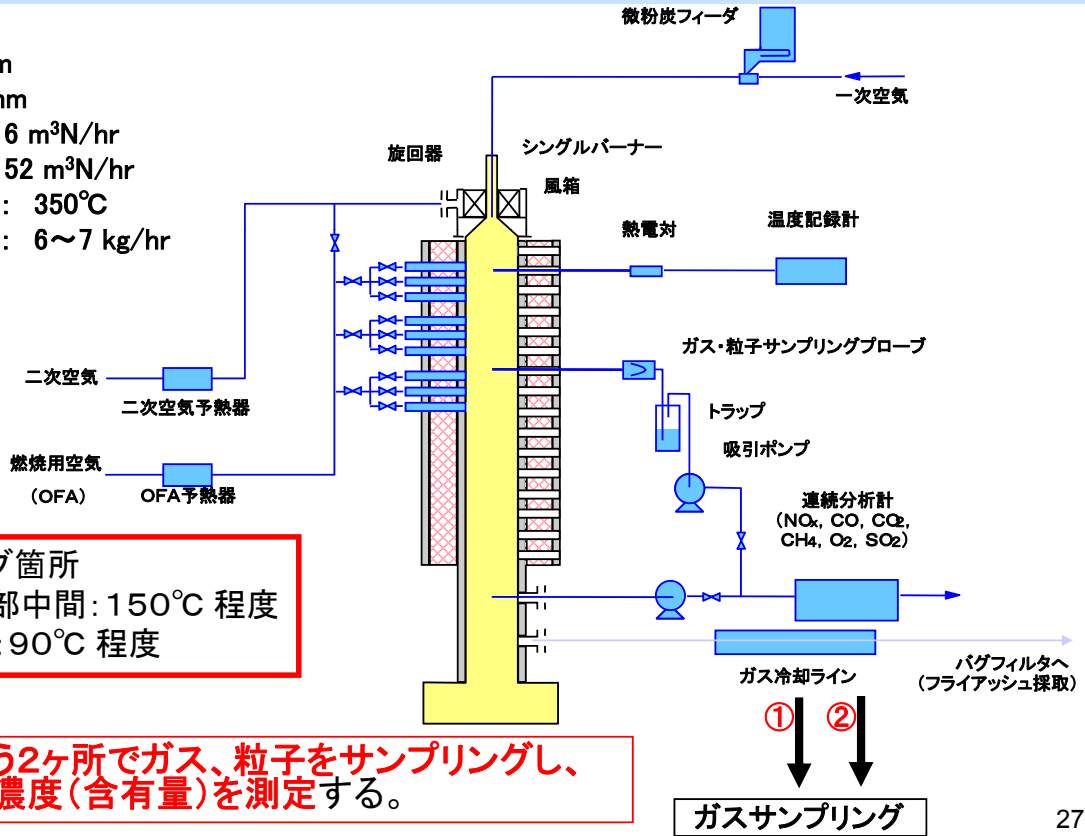 微粉炭フィーダ
m
nm
6 m³N/hr
52 m³N/hr
: 350℃
: 6～7 kg/hr
一次空気
旋回器
シングルバーナー
風箱
熱電対
温度記録計
ガス・粒子サンプリングプローブ
トラップ
吸引ポンプ
二次空気
二次空気予熱器
燃焼用空気
(OFA)
OFA予熱器
連続分析計
(NOx, CO, CO2,
CH4, O2, SO2)
グ箇所
部中間:150℃ 程度
:90℃ 程度
ガス冷却ライン
バグフィルタへ
(フライアッシュ採取)
① ②
う2ヶ所でガス、粒子をサンプリングし、
濃度(含有量)を測定する。
ガスサンプリング
27